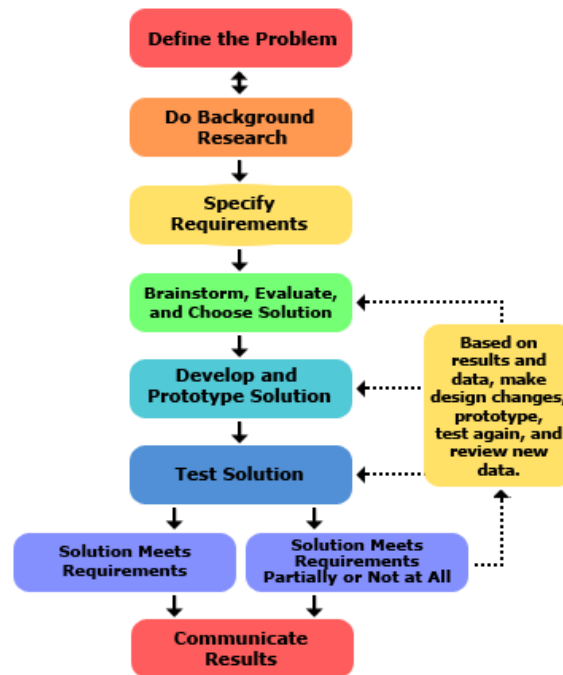 Define the Problem
Do Background
Research
Specify
Requirements
Brainstorm, Evaluate,
and Choose Solution
Based on
results and
data, make
design changes,
prototype,
test again, and
review new
data.
Develop and
Prototype Solution
Test Solution
Solution Meets
Requirements
Solution Meets
Requirements
Partially or Not at All
Communicate
Results